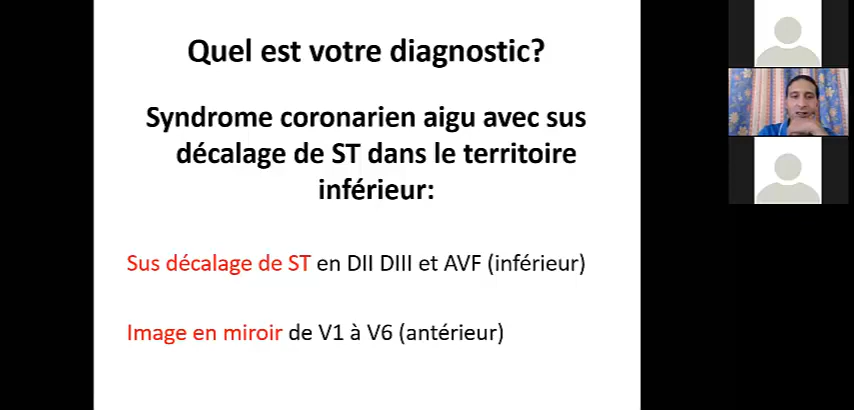 Quel est votre diagnostic?
Syndrome coronarien aigu avec sus
décalage de ST dans le territoire
inférieur:
Sus décalage de ST en DII DIII et AVF (inférieur)
Image en miroir de V1 à V6 (antérieur)